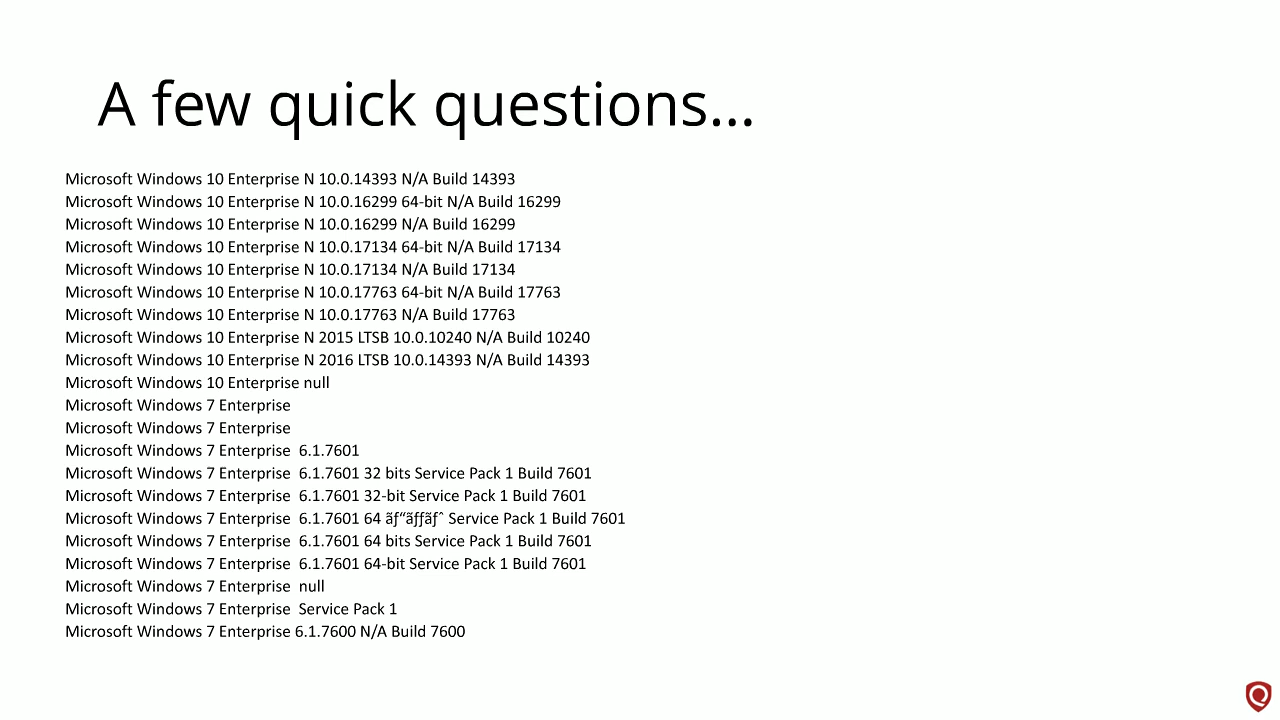 A few quick questions...
Microsoft Windows 10 Enterprise N 10.0.14393 N/A Build 14393
Microsoft Windows 10 Enterprise N 10.0.16299 64-bit N/A Build 16299
Microsoft Windows 10 Enterprise N 10.0.16299 N/A Build 16299
Microsoft Windows 10 Enterprise N 10.0.17134 64-bit N/A Build 17134
Microsoft Windows 10 Enterprise N 10.0.17134 N/A Build 17134
Microsoft Windows 10 Enterprise N 10.0.17763 64-bit N/A Build 17763
Microsoft Windows 10 Enterprise N 10.0.17763 N/A Build 17763
Microsoft Windows 10 Enterprise N 2015 LTSB 10.0.10240 N/A Build 10240
Microsoft Windows 10 Enterprise N 2016 LTSB 10.0.14393 N/A Build 14393
Microsoft Windows 10 Enterprise null
Microsoft Windows 7 Enterprise
Microsoft Windows 7 Enterprise
Microsoft Windows 7 Enterprise  6.1.7601
Microsoft Windows 7 Enterprise  6.1.7601 32 bits Service Pack 1 Build 7601
Microsoft Windows 7 Enterprise  6.1.7601 32-bit Service Pack 1 Build 7601
Microsoft Windows 7 Enterprise  6.1.7601 64 ãƒ“ãƒƒãƒˆ Service Pack 1 Build 7601
Microsoft Windows 7 Enterprise  6.1.7601 64 bits Service Pack 1 Build 7601
Microsoft Windows 7 Enterprise  6.1.7601 64-bit Service Pack 1 Build 7601
Microsoft Windows 7 Enterprise  null
Microsoft Windows 7 Enterprise  Service Pack 1
Microsoft Windows 7 Enterprise 6.1.7600 N/A Build 7600